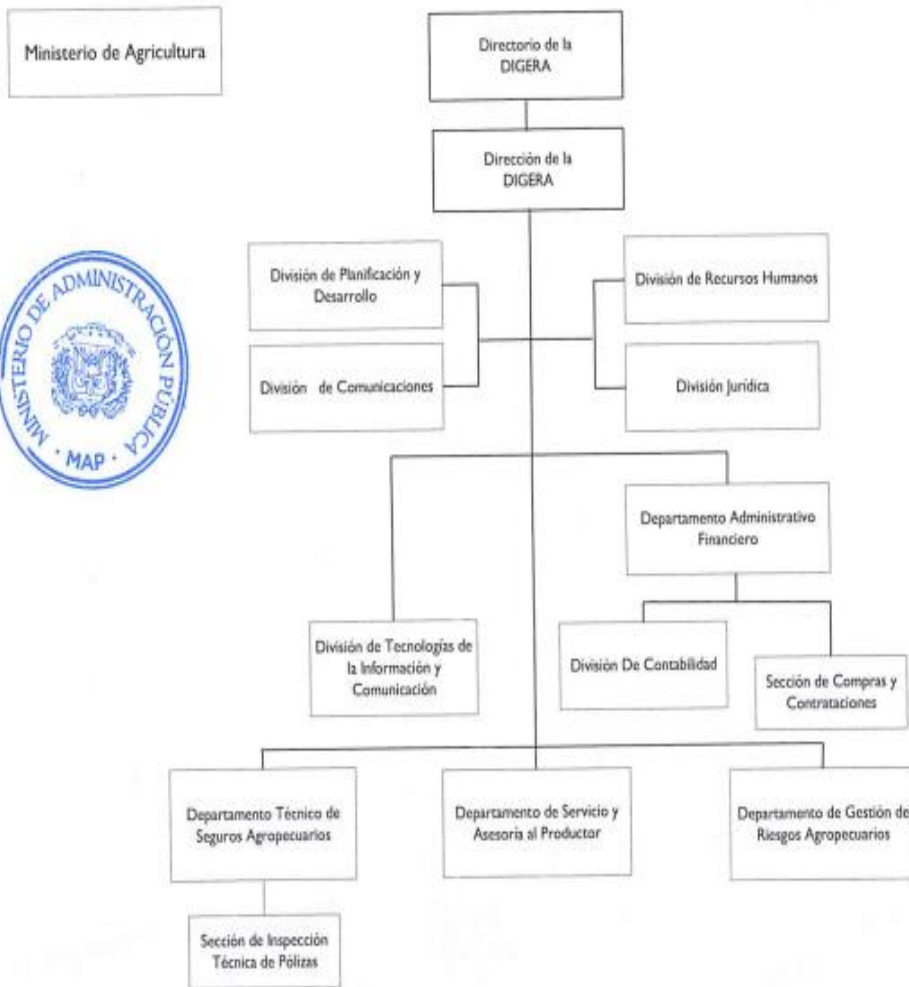 Ministerio de Agricultura
Directorio de la
DIGERA
Dirección de la
DIGERA
División de Planificación y
Desarrollo
División de Recursos Humanos
División de Comunicaciones
División Jurídica
MINISTERIO DE ADMINISTRACIÓN PÚBLICA
· MAP ·
Departamento Administrativo
Financiero
División de Tecnologías de
la Información y
Comunicación
División De Contabilidad
Sección de Compras y
Contrataciones
Departamento Técnico de
Seguros Agropecuarios
Departamento de Servicio y
Asesoría al Productor
Departamento de Gestión de
Riesgos Agropecuarios
Sección de Inspección
Técnica de Pólizas